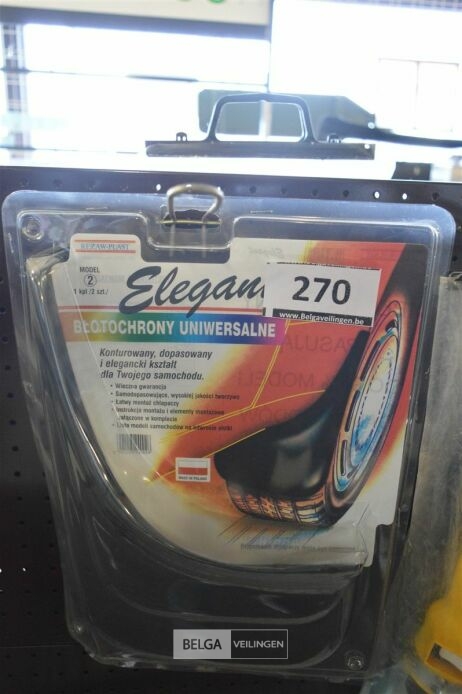 REZAW-PLAST
MODEL
2
1 kpl /2 szt./
Elegan
270
www.Belgaveilingen.be
BŁOTOCHRONY UNIWERSALNE
Konturowany, dopasowany
i elegancki kształt
dla Twojego samochodu.
• Wieczna gwarancja
• Samodopasowujące, wysokiej jakości tworzywo
• Łatwy montaż chlapaczy
• Instrukcja montażu i elementy montażowe
załączone w komplecie
• Lista modeli samochodów na odwrocie
MADE IN POLAND
BELGA VEILINGEN